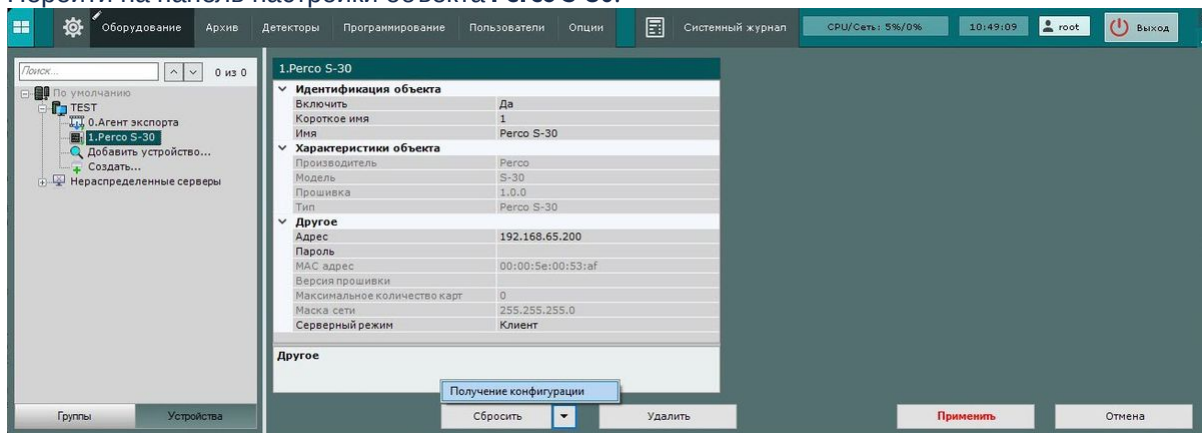 Перейти на панель настройки объекта Perco S-30.
Оборудование Архив Детекторы Программирование Пользователи Опции Системный журнал CPU/Сеть: 5%/0% 10:49:09 root Выход
Поиск... 0 из 0
По умолчанию
TEST
0.Агент экспорта
1.Perco S-30
Добавить устройство...
Создать...
Нераспределенные серверы
Группы Устройства
1.Perco S-30
Идентификация объекта
Включить Да
Короткое имя 1
Имя Perco S-30
Характеристики объекта
Производитель Perco
Модель S-30
Прошивка 1.0.0
Тип Perco S-30
Другое
Адрес 192.168.65.200
Пароль
MAC адрес 00:00:5e:00:53:af
Версия прошивки
Максимальное количество карт 0
Маска сети 255.255.255.0
Серверный режим Клиент
Другое
Получение конфигурации
Сбросить Удалить Применить Отмена